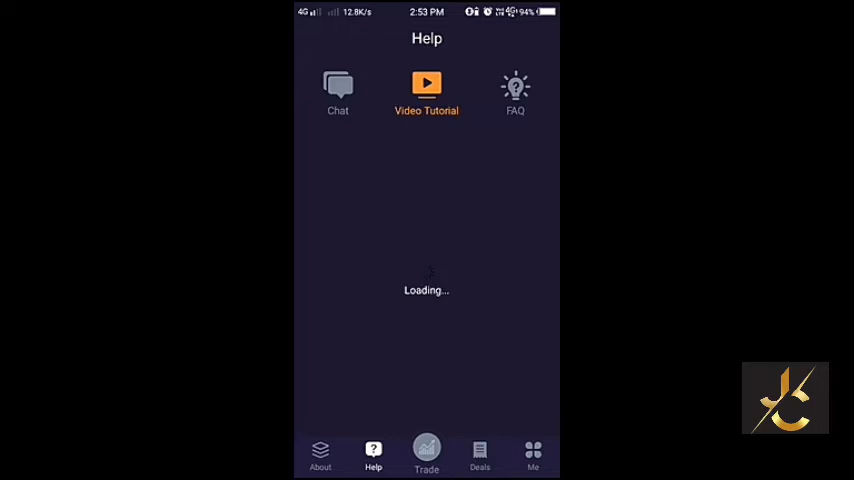 4G 12.8K/s 2:53 PM 94%
Help
Chat Video Tutorial FAQ
Loading...
About Help Trade Deals Me